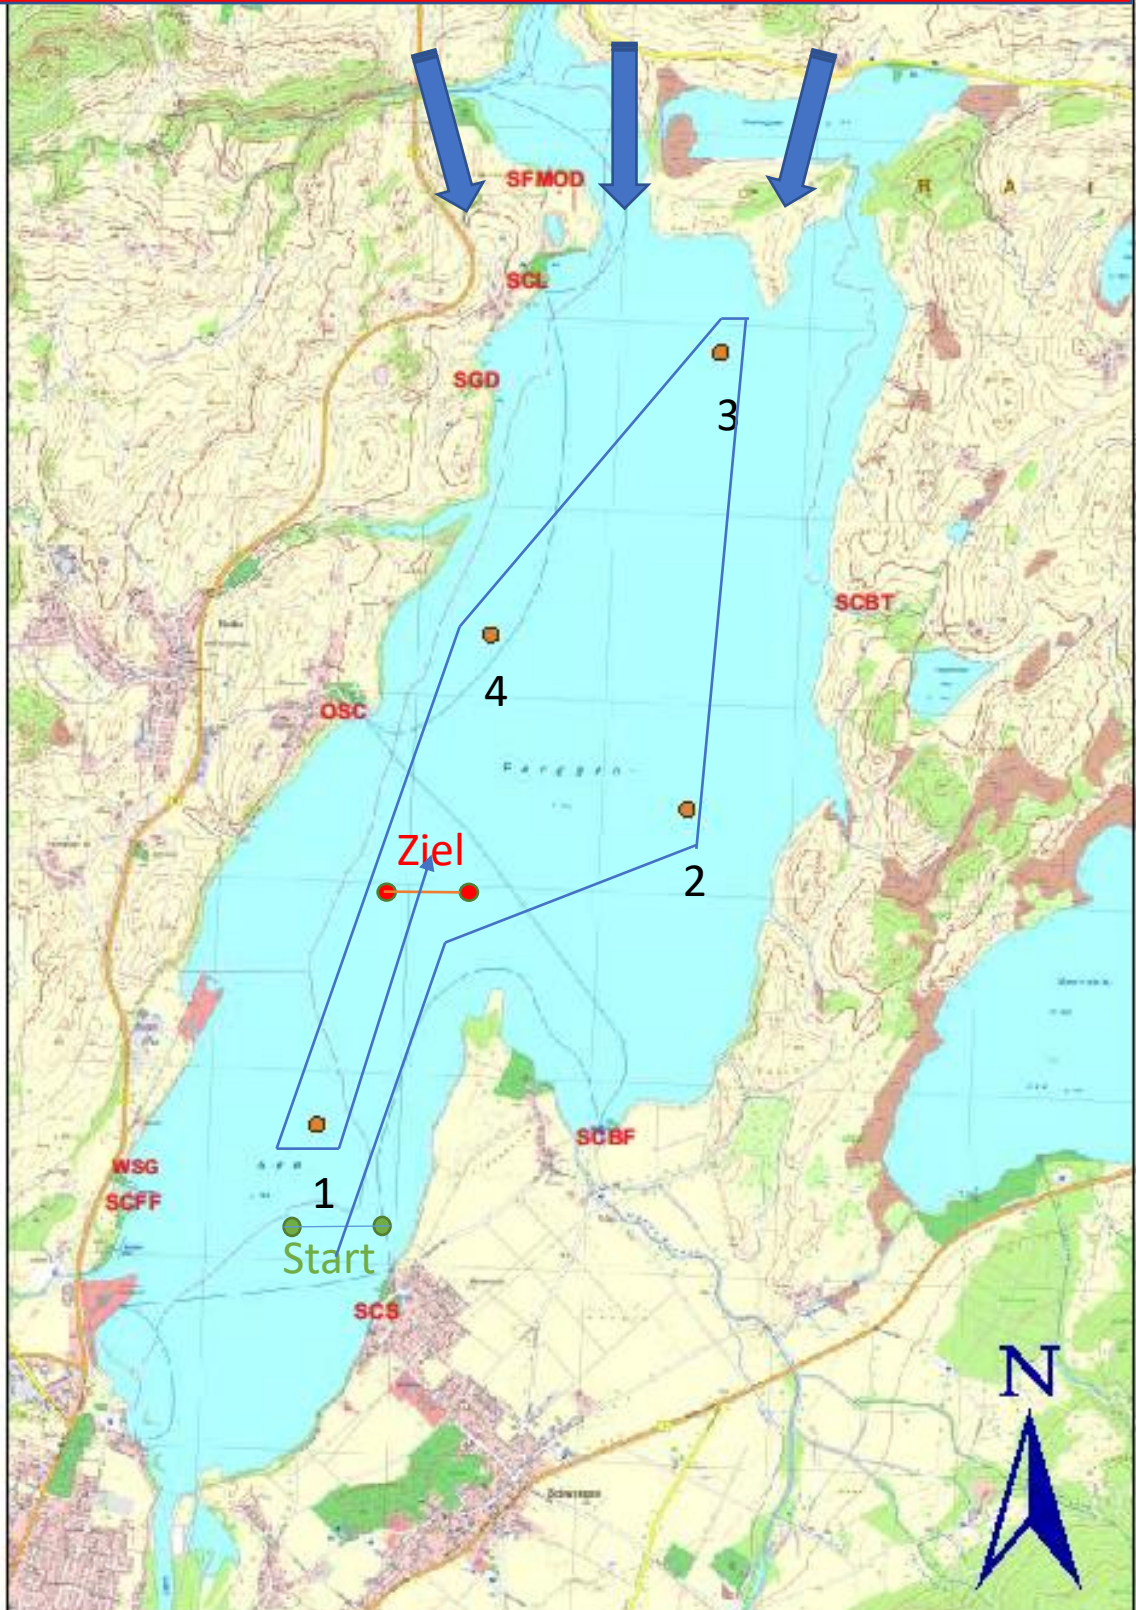 SFMOD
R A I
SCL
SGD
3
SCBT
4
OSC
Ziel
2
SCBF
WSG
SCFF
1
Start
SCS
N